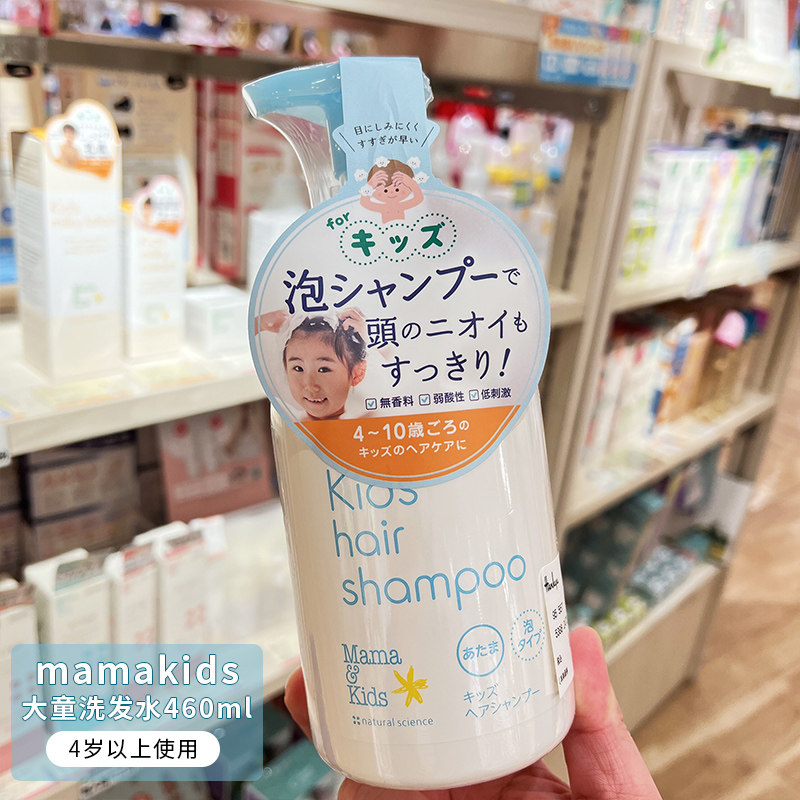 目にしみにくく
すすぎが早い
for
キッズ
泡シャンプーで
頭のニオイも
すっきり!
無香料 弱酸性 低刺激
4~10歳ごろの
キッズのヘアケアに
Kids
hair
shampoo
Mama
&
Kids
natural science
あたま
泡
タイプ
キッズ
ヘアシャンプー
mamakids
大童洗发水460ml
4岁以上使用